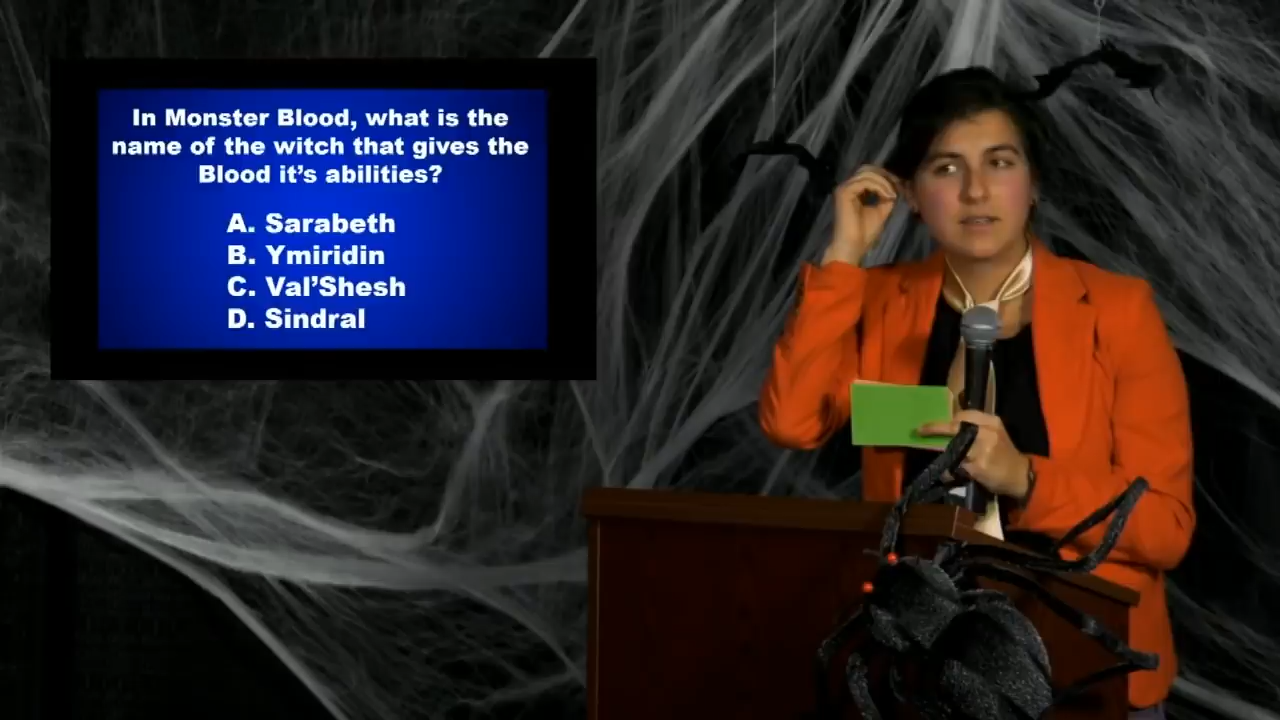 In Monster Blood, what is the
name of the witch that gives the
Blood it’s abilities?
A. Sarabeth
B. Ymiridin
C. Val’Shesh
D. Sindral